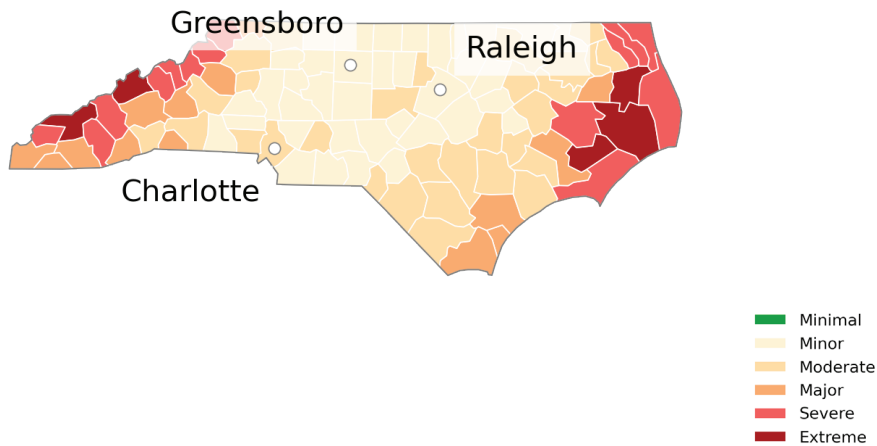 Greensboro
Raleigh
Charlotte
Minimal
Minor
Moderate
Major
Severe
Extreme